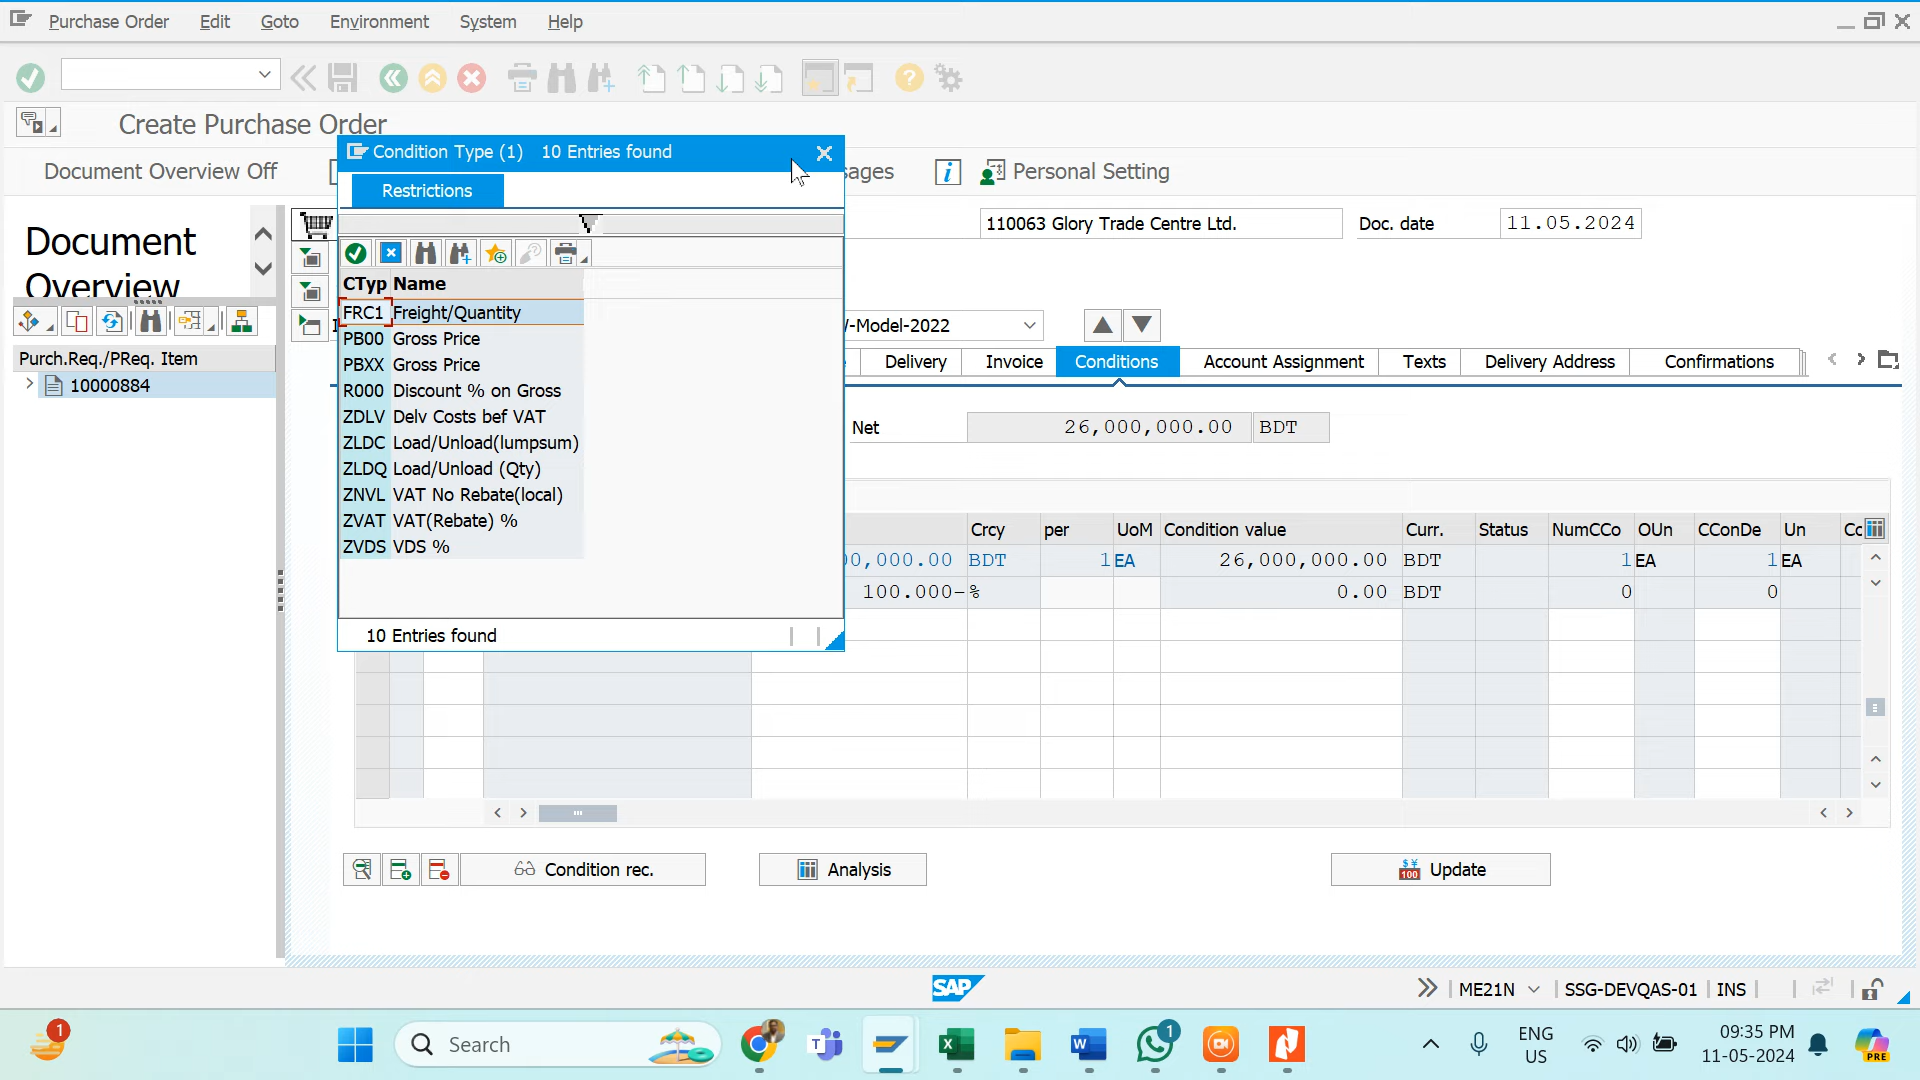 Purchase Order Edit Goto Environment System Help
Create Purchase Order
Document Overview Off
Personal Setting
Document
Overview
Purch.Req./PReq. Item
10000884
Condition Type (1) 10 Entries found
Restrictions
CTyp Name
FRC1 Freight/Quantity
PB00 Gross Price
PBXX Gross Price
R000 Discount % on Gross
ZDLV Delv Costs bef VAT
ZLDC Load/Unload(lumpsum)
ZLDQ Load/Unload (Qty)
ZNVL VAT No Rebate(local)
ZVAT VAT(Rebate) %
ZVDS VDS %
10 Entries found
110063 Glory Trade Centre Ltd. Doc. date 11.05.2024
-Model-2022
Delivery Invoice Conditions Account Assignment Texts Delivery Address Confirmations
Net 26,000,000.00 BDT
Crcy per UoM Condition value Curr. Status NumCCo OUn CConDe Un Cc
00,000.00 BDT 1 EA 26,000,000.00 BDT 1 EA 1 EA
100.000- % 0.00 BDT 0 0
Condition rec. Analysis Update
SAP ME21N SSG-DEVQAS-01 INS
1 Search 1 ENG
US 09:35 PM
11-05-2024 PRE